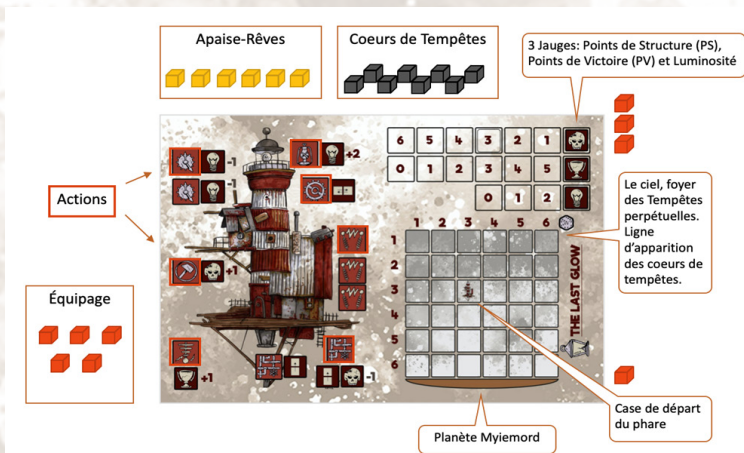 Apaise-Rêves
Coeurs de Tempêtes
3 Jauges: Points de Structure (PS),
Points de Victoire (PV) et Luminosité
Actions
-1
-1
+2
+1
+1
-1
6 5 4 3 2 1
0 1 2 3 4 5
0 1 2
1 2 3 4 5 6
1
2
3
4
5
6
THE LAST GLOW
Le ciel, foyer
des Tempêtes
perpétuelles.
Ligne
d'apparition
des coeurs de
tempêtes.
Équipage
Case de départ
du phare
Planète Myiemord